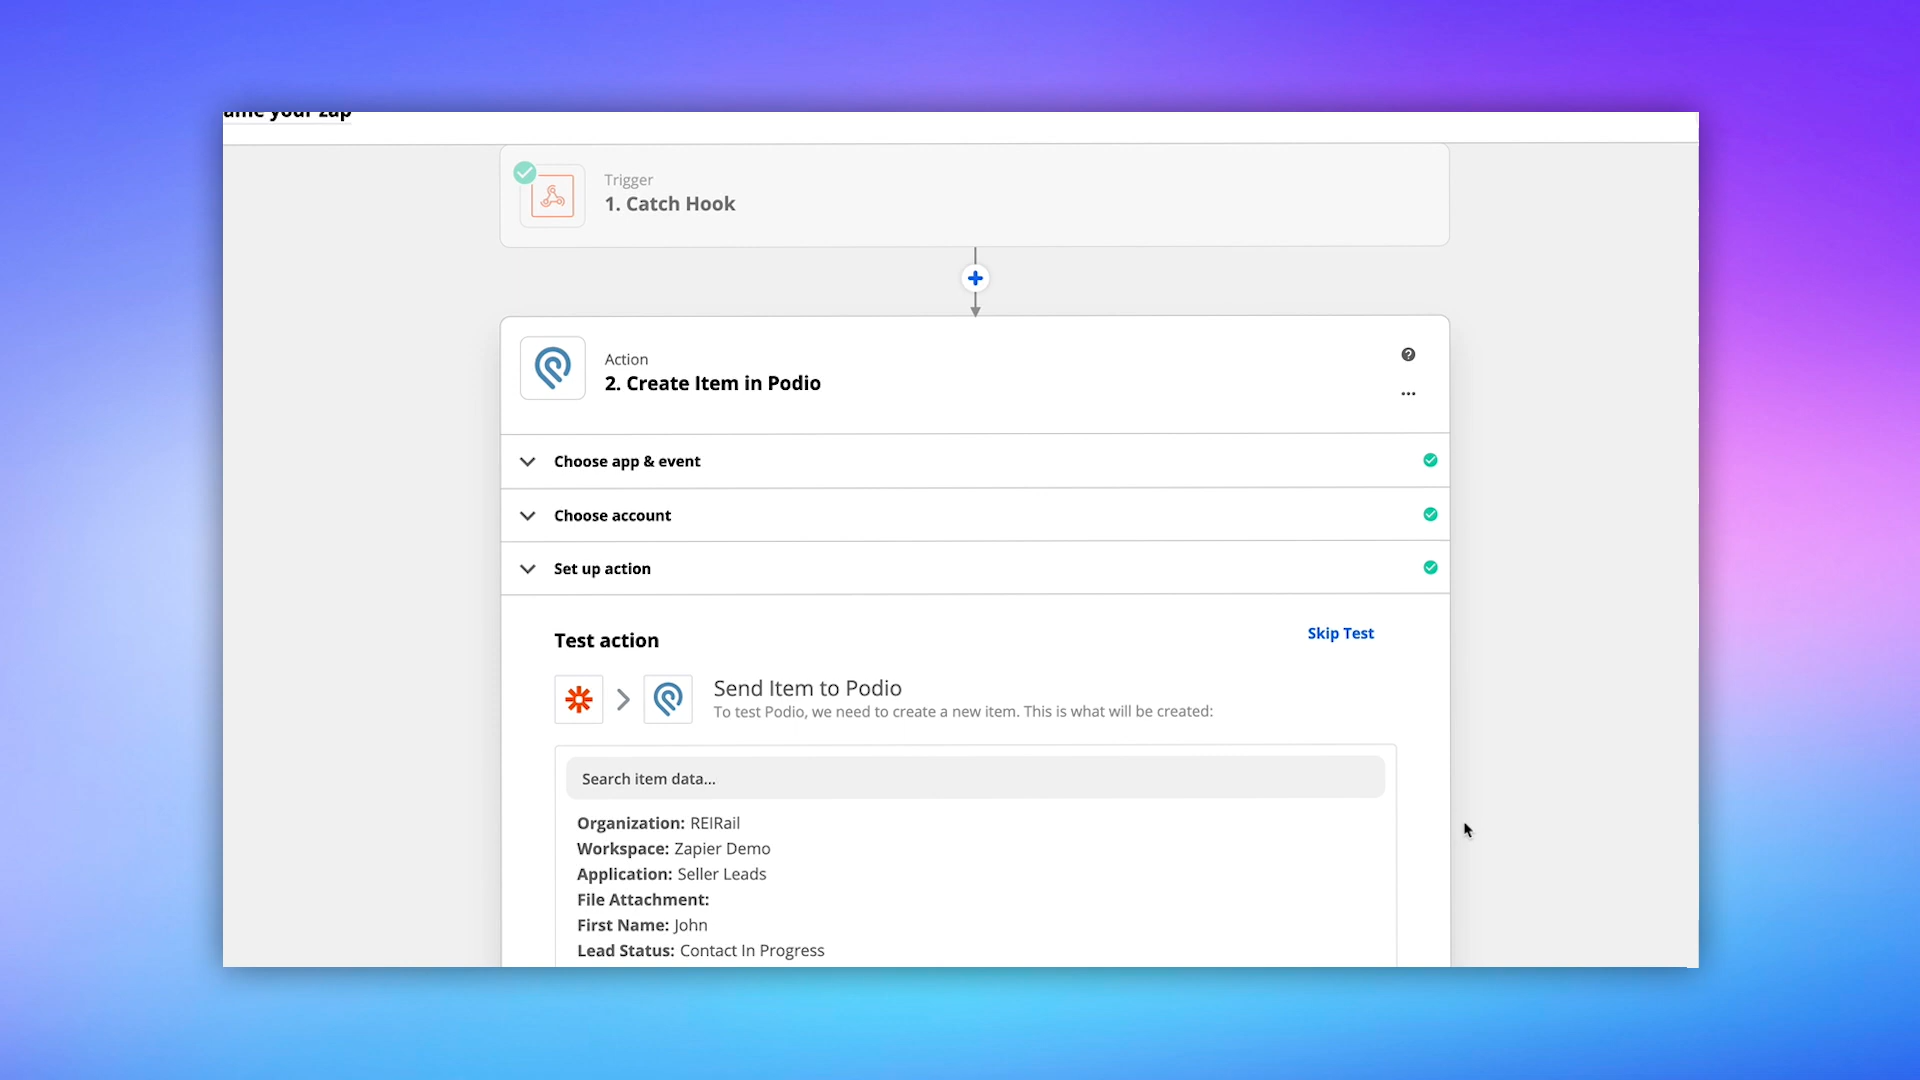 ame your zap
Trigger
1. Catch Hook
Action
2. Create Item in Podio
Choose app & event
Choose account
Set up action
Test action
Skip Test
Send Item to Podio
To test Podio, we need to create a new item. This is what will be created:
Search item data...
Organization: REIRail
Workspace: Zapier Demo
Application: Seller Leads
File Attachment:
First Name: John
Lead Status: Contact In Progress